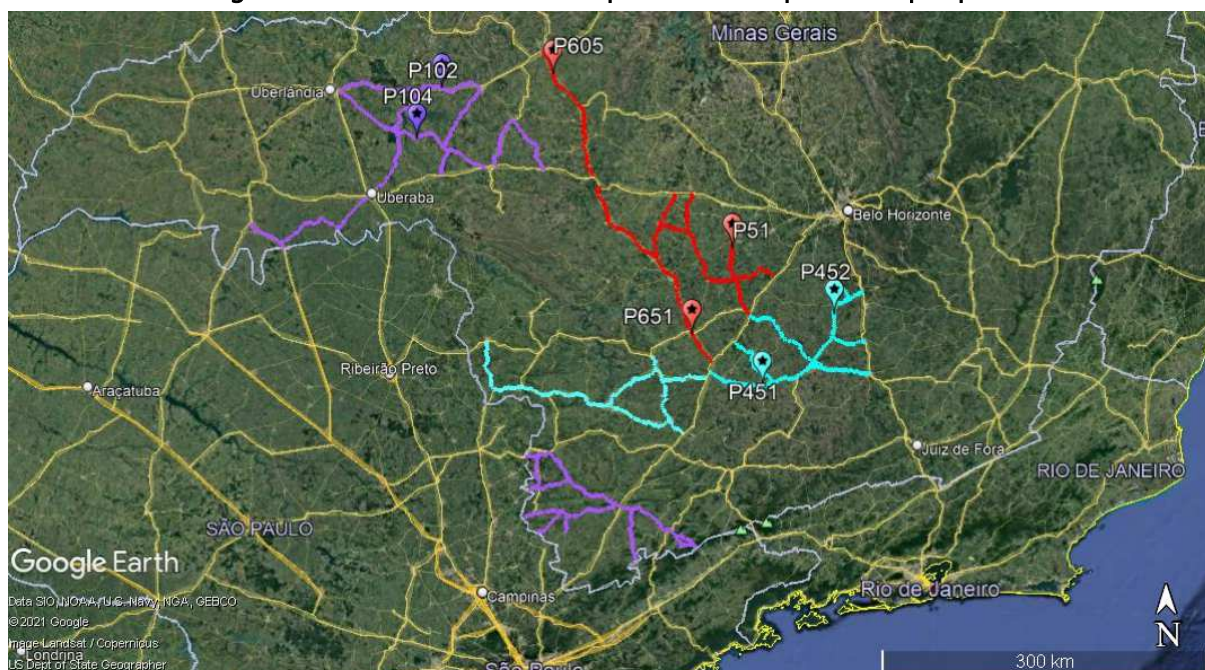 Minas Gerais
P605
P102
Uberlândia
P104
Uberaba
Belo Horizonte
P51
P452
P651
Ribeirão Preto
P451
Araçatuba
Juiz de Fora
RIO DE JANEIRO
SÃO PAULO
Google Earth
Campinas
Rio de Janeiro
Data SIO, NOAA, U.S. Navy, NGA, GEBCO
©2021 Google
Image Landsat / Copernicus
Londrina
US Dept of State Geographer
São Paulo
N
300 km